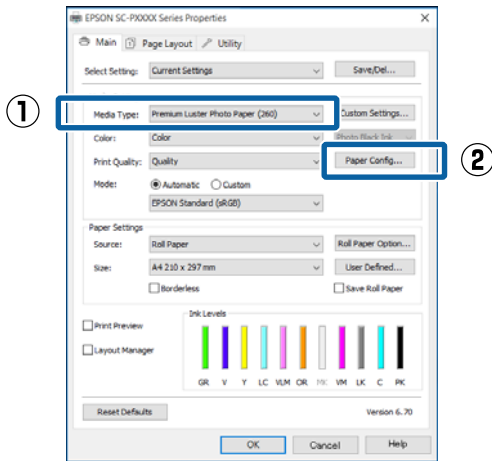 EPSON SC-PXXXX Series Properties
Main Page Layout Utility
Select Setting: Current Settings Save/Del...
① Media Type: Premium Luster Photo Paper (260) Custom Settings...
Color: Color Photo Black Ink
Print Quality: Quality Paper Config... ②
Mode: Automatic Custom
EPSON Standard (sRGB)
Paper Settings
Source: Roll Paper Roll Paper Option...
Size: A4 210 x 297 mm User Defined...
Borderless Save Roll Paper
Ink Levels
Print Preview
Layout Manager
GR V Y LC VLM OR MK VM LK C PK
Reset Defaults Version 6.70
OK Cancel Help